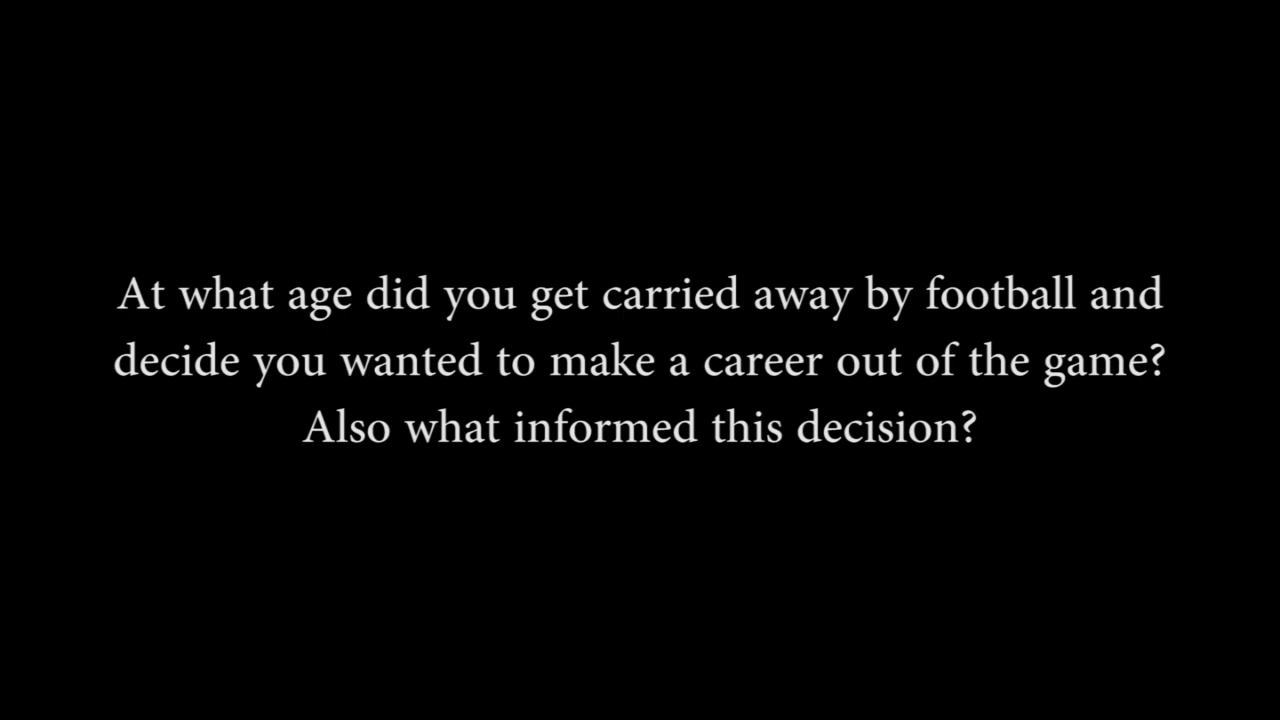 At what age did you get carried away by football and
decide you wanted to make a career out of the game?
Also what informed this decision?